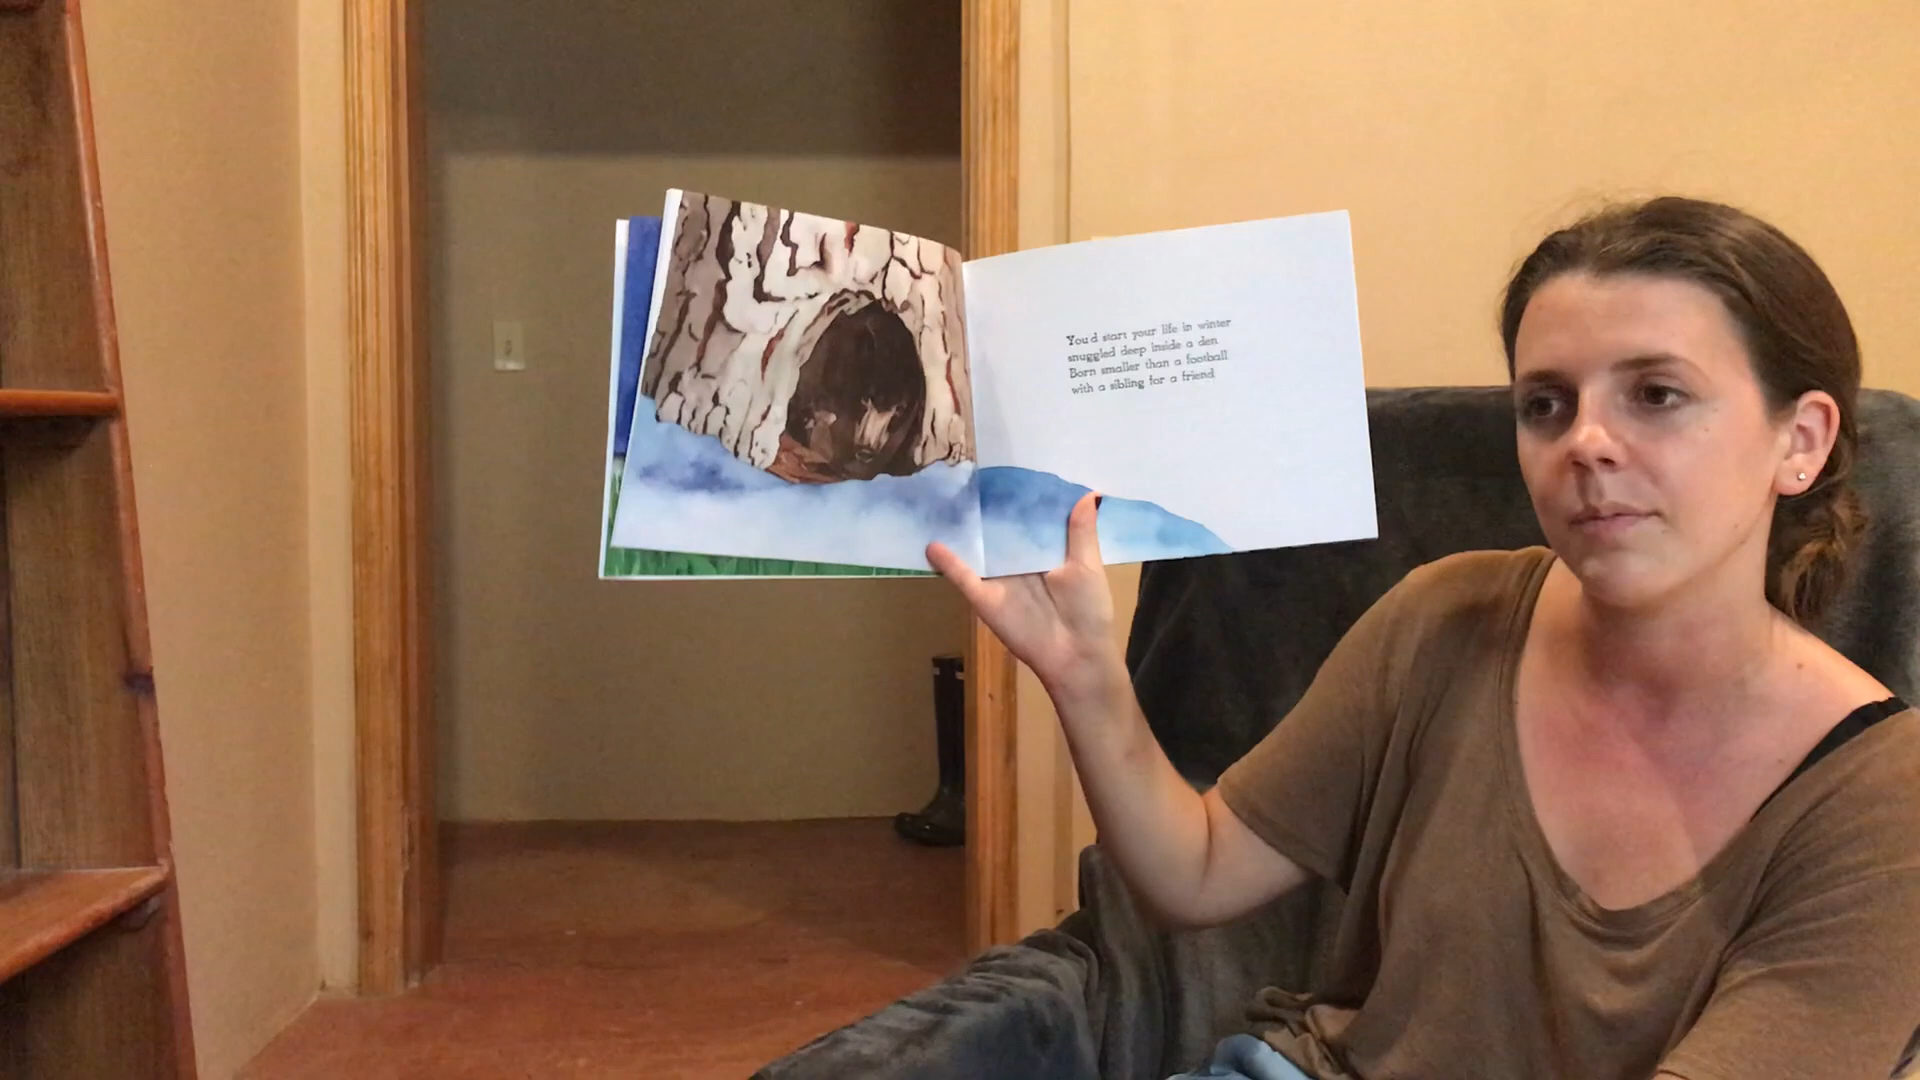 You'd start your life in winter
snuggled deep inside a den.
Born smaller than a football
with a sibling for a friend.